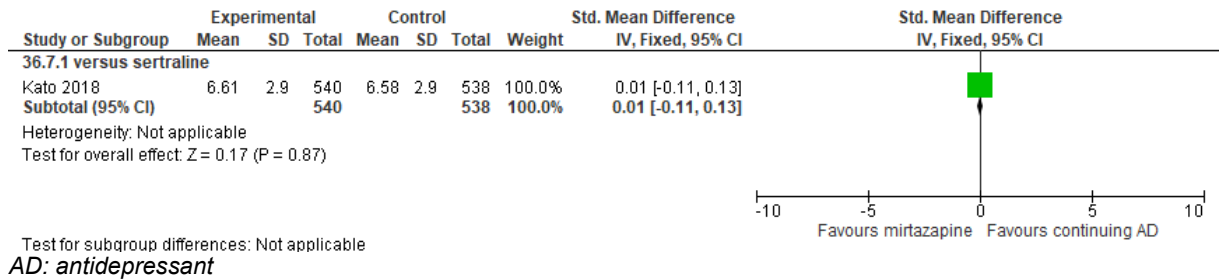 Experimental Control Std. Mean Difference Std. Mean Difference
Study or Subgroup Mean SD Total Mean SD Total Weight IV, Fixed, 95% CI IV, Fixed, 95% CI
36.7.1 versus sertraline
Kato 2018 6.61 2.9 540 6.58 2.9 538 100.0% 0.01 [-0.11, 0.13]
Subtotal (95% CI) 540 538 100.0% 0.01 [-0.11, 0.13]
Heterogeneity: Not applicable
Test for overall effect: Z = 0.17 (P = 0.87)
-10 -5 0 5 10
Favours mirtazapine Favours continuing AD
Test for subgroup differences: Not applicable
AD: antidepressant